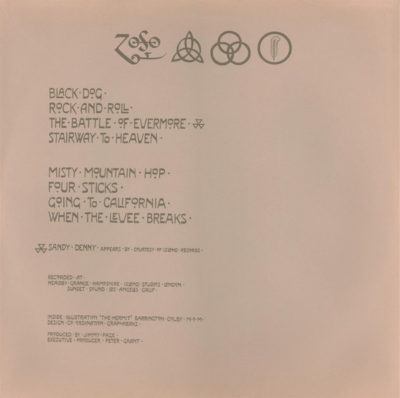 ZoSo
BLACK·DOG·
ROCK·AND·ROLL·
THE·BATTLE·OF·EVERMORE·
STAIRWAY·TO·HEAVEN·
MISTY·MOUNTAIN·HOP·
FOUR·STICKS·
GOING·TO·CALIFORNIA·
WHEN·THE·LEVEE·BREAKS·
SANDY·DENNY·APPEARS·BY·COURTESY·OF·ISLAND·RECORDS·
RECORDED·AT·
HEADLEY·GRANGE·HAMPSHIRE·ISLAND·STUDIOS·LONDON·
SUNSET·SOUND·LOS·ANGELES·CALIF·
INSIDE·ILLUSTRATION·"THE·HERMIT"·BARRINGTON·COLBY·M·O·M·
DESIGN·CO-ORDINATION·GRAPHREAKS·
PRODUCED·BY·JIMMY·PAGE·
EXECUTIVE·PRODUCER·PETER·GRANT·